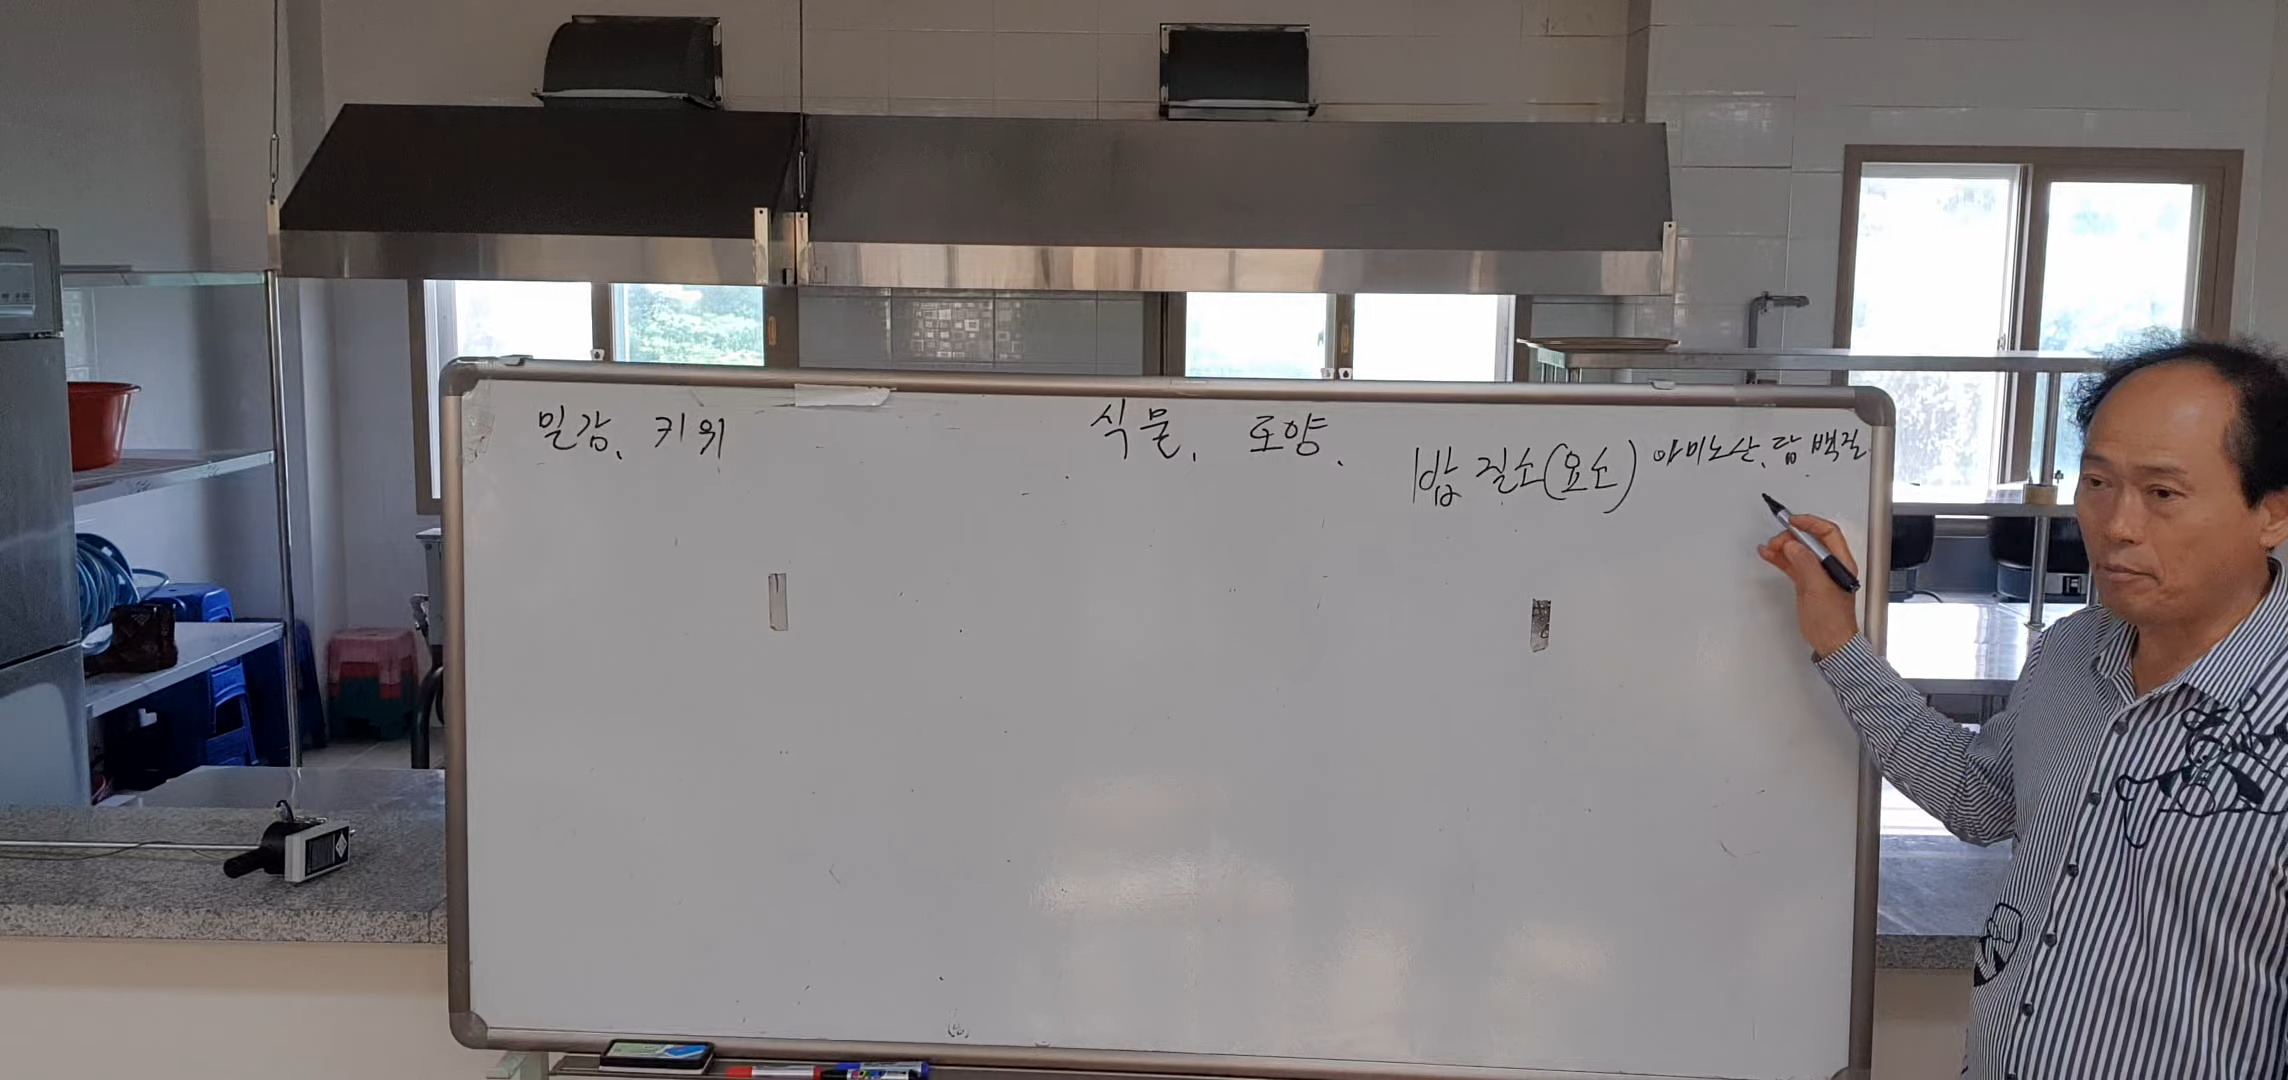 밀감, 키위
식물, 토양,
밥 질소(요소) 아미노산, 담백질